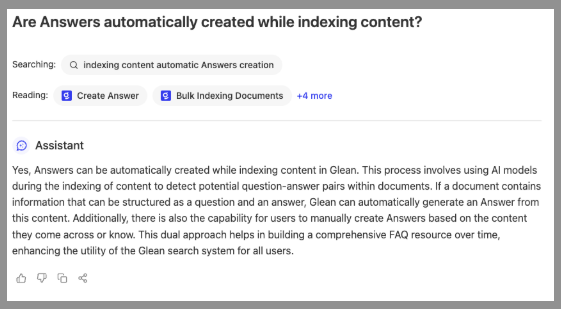 Are Answers automatically created while indexing content?
Searching: indexing content automatic Answers creation
Reading: Create Answer Bulk Indexing Documents +4 more
Assistant
Yes, Answers can be automatically created while indexing content in Glean. This process involves using AI models
during the indexing of content to detect potential question-answer pairs within documents. If a document contains
information that can be structured as a question and an answer, Glean can automatically generate an Answer from
this content. Additionally, there is also the capability for users to manually create Answers based on the content
they come across or know. This dual approach helps in building a comprehensive FAQ resource over time,
enhancing the utility of the Glean search system for all users.